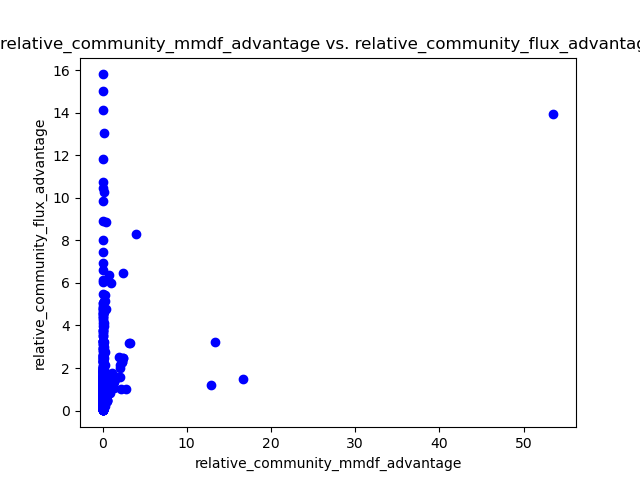 relative_community_mmdf_advantage vs. relative_community_flux_advantag
16
14
12
10
8
6
4
2
0
relative_community_flux_advantage
0 10 20 30 40 50
relative_community_mmdf_advantage